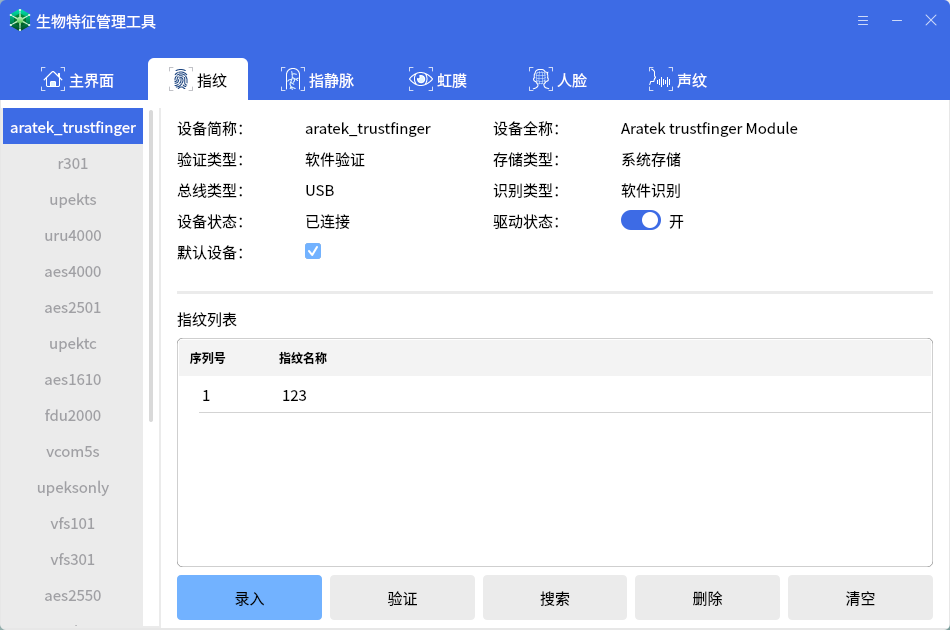 生物特征管理工具
主界面 指纹 指静脉 虹膜 人脸 声纹
aratek_trustfinger
r301
upekts
uru4000
aes4000
aes2501
upektc
aes1610
fdu2000
vcom5s
upeksonly
vfs101
vfs301
aes2550
设备简称： aratek_trustfinger 设备全称： Aratek trustfinger Module
验证类型： 软件验证 存储类型： 系统存储
总线类型： USB 识别类型： 软件识别
设备状态： 已连接 驱动状态： 开
默认设备：
指纹列表
序列号 指纹名称
1 123
录入 验证 搜索 删除 清空